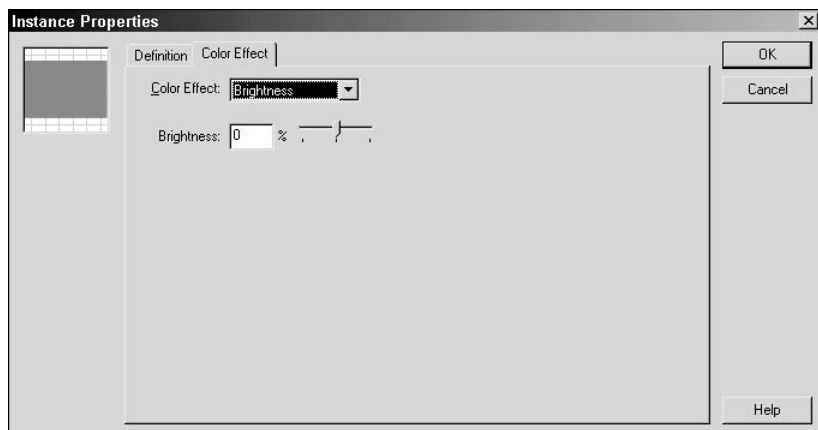 Instance Properties
Definition Color Effect
OK
Color Effect: Brightness
Cancel
Brightness: 0 %
Help